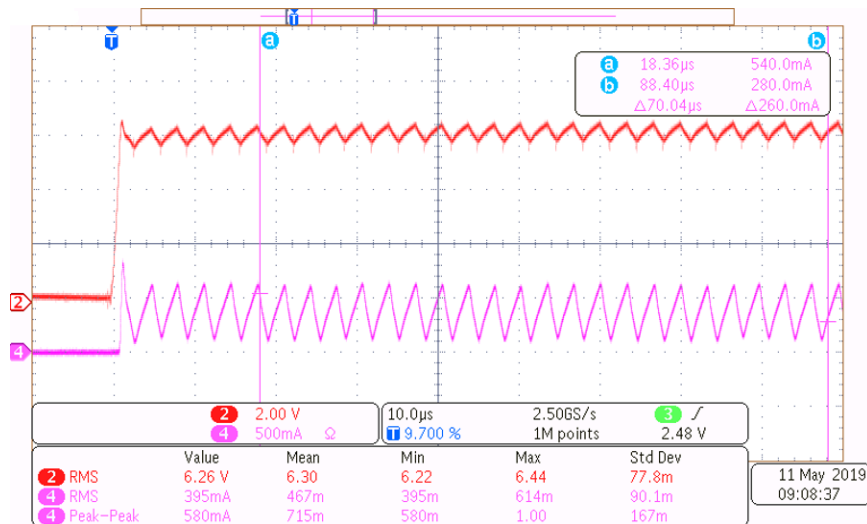 T
T
a
b
a 18.36µs 540.0mA
b 88.40µs 280.0mA
Δ70.04µs Δ260.0mA
2
4
2 2.00 V
4 500mA Ω
10.0µs 2.50GS/s 3 ∫
T 9.700 % 1M points 2.48 V
Value Mean Min Max Std Dev
2 RMS 6.26 V 6.30 6.22 6.44 77.8m
4 RMS 395mA 467m 395m 614m 90.1m
4 Peak-Peak 580mA 715m 580m 1.00 167m
11 May 2019
09:08:37